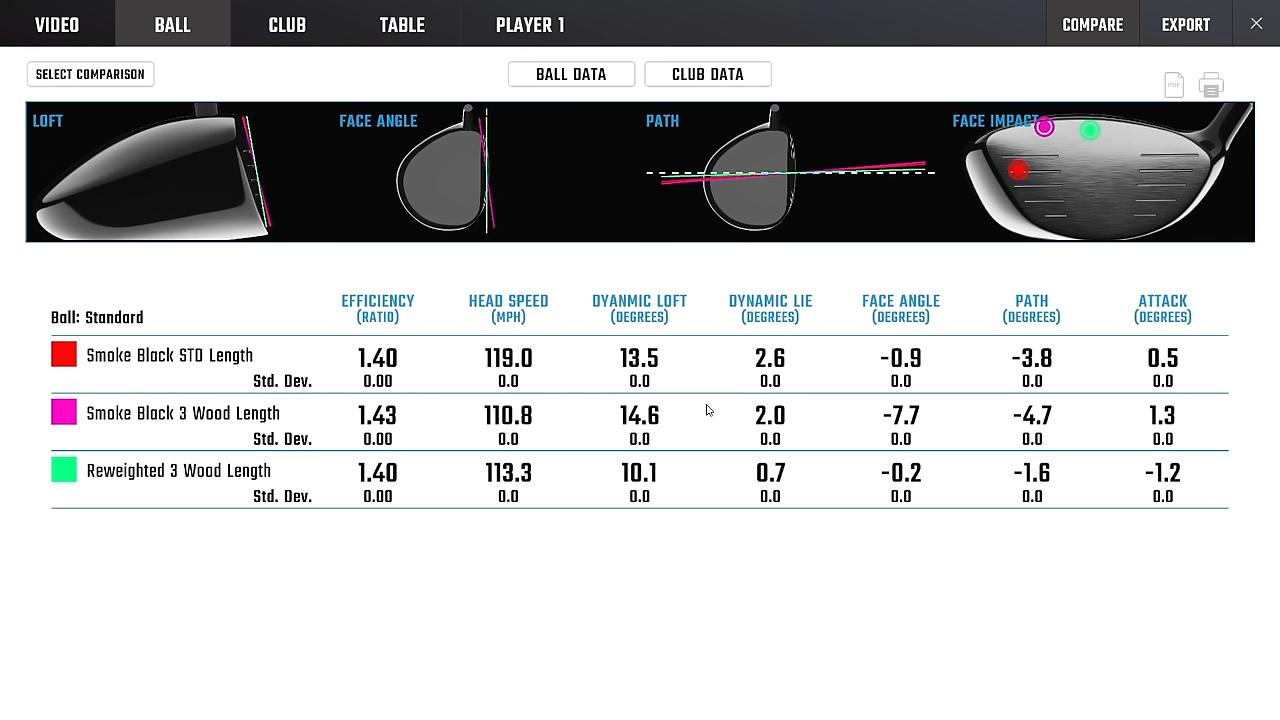 VIDEO BALL CLUB TABLE PLAYER 1 COMPARE EXPORT
SELECT COMPARISON BALL DATA CLUB DATA
PDF
LOFT FACE ANGLE PATH FACE IMPACT
EFFICIENCY HEAD SPEED DYANMIC LOFT DYNAMIC LIE FACE ANGLE PATH ATTACK
Ball: Standard (RATIO) (MPH) (DEGREES) (DEGREES) (DEGREES) (DEGREES) (DEGREES)
Smoke Black STD Length 1.40 119.0 13.5 2.6 -0.9 -3.8 0.5
Std. Dev. 0.00 0.0 0.0 0.0 0.0 0.0 0.0
Smoke Black 3 Wood Length 1.43 110.8 14.6 2.0 -7.7 -4.7 1.3
Std. Dev. 0.00 0.0 0.0 0.0 0.0 0.0 0.0
Reweighted 3 Wood Length 1.40 113.3 10.1 0.7 -0.2 -1.6 -1.2
Std. Dev. 0.00 0.0 0.0 0.0 0.0 0.0 0.0